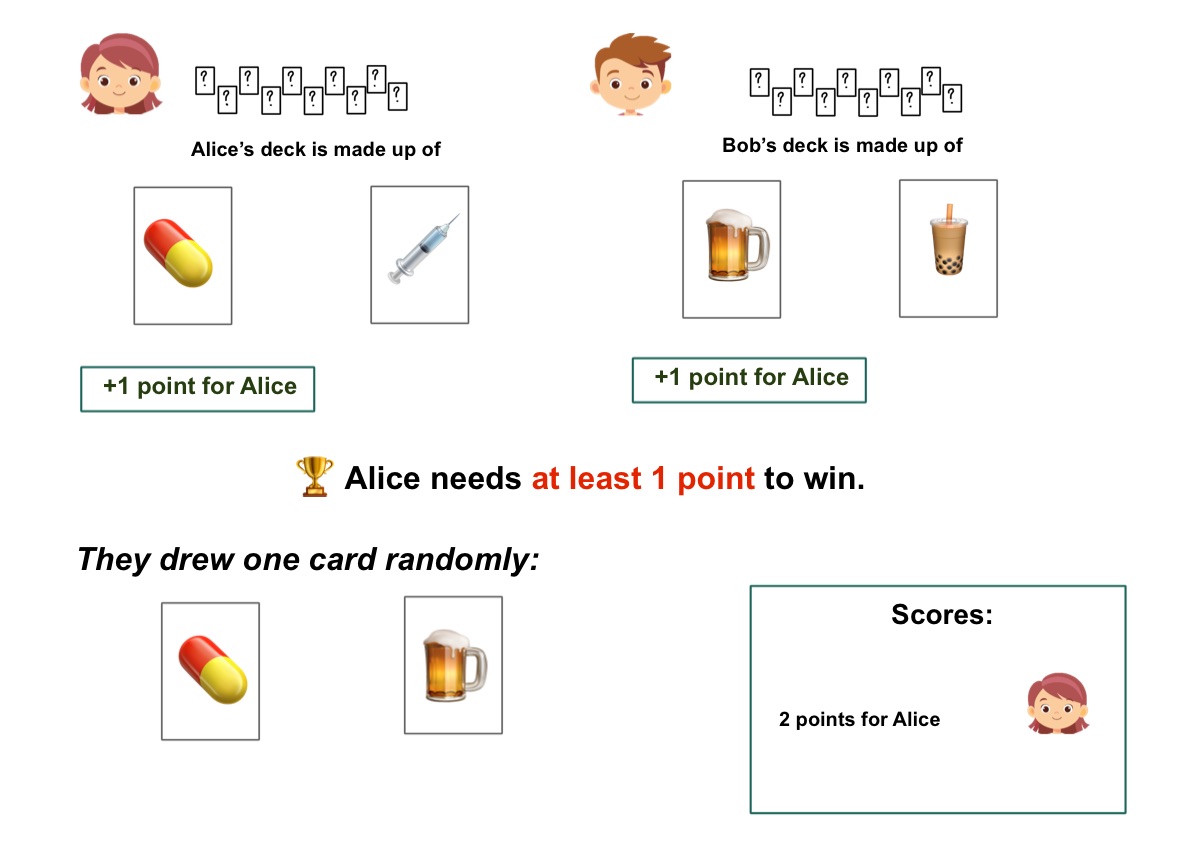 ? ? ? ? ? ? ? ? ? ?
? ? ? ? ? ? ? ? ? ?
Alice’s deck is made up of
Bob’s deck is made up of
+1 point for Alice
+1 point for Alice
Alice needs at least 1 point to win.
They drew one card randomly:
Scores:
2 points for Alice